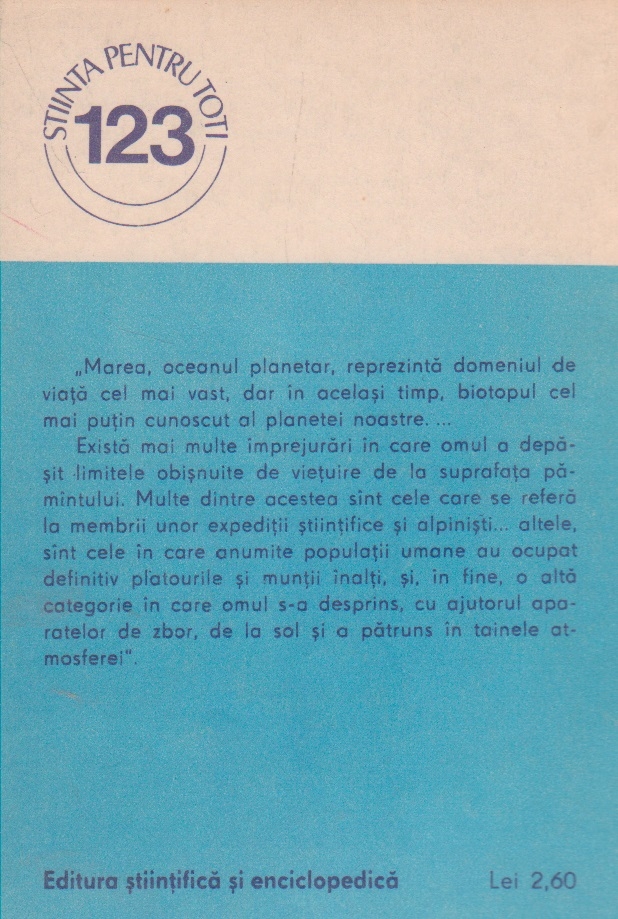 STIINTA PENTRU TOTI
123
„Marea, oceanul planetar, reprezintă domeniul de
viață cel mai vast, dar in același timp, biotopul cel
mai puțin cunoscut al planetei noastre. ...
Există mai multe împrejurări în care omul a depă-
șit limitele obișnuite de viețuire de la suprafața pă-
mîntului. Multe dintre acestea sînt cele care se referă
la membrii unor expediții științifice și alpiniști... altele,
sînt cele în care anumite populații umane au ocupat
definitiv platourile și munții înalți, și, în fine, o altă
categorie în care omul s-a desprins, cu ajutorul apa-
ratelor de zbor, de la sol și a pătruns în tainele at-
mosferei".
Editura științifică și enciclopedică Lei 2,60